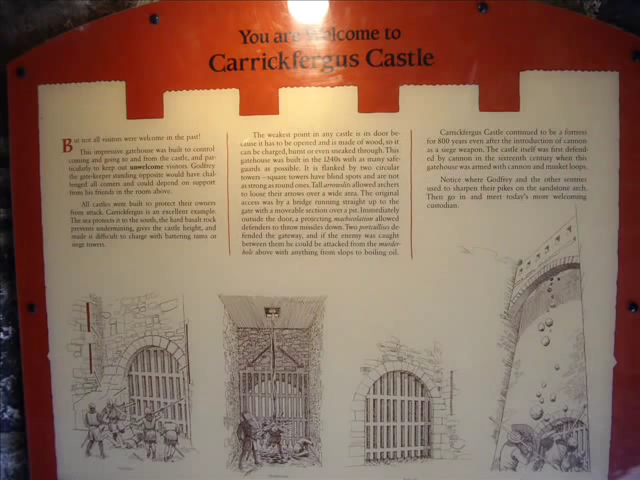 You are Welcome to
Carrickfergus Castle
But not all visitors were welcome in the past!
This impressive gatehouse was built to control
coming and going to and from the castle, and par-
ticularly to keep out unwelcome visitors. Godfrey
the gate-keeper standing opposite would have chal-
lenged all comers and could depend on support
from his friends in the room above.
All castles were built to protect their owners
from attack. Carrickfergus is an excellent example.
The sea protects it to the south, the hard basalt rock
prevents undermining, gives the castle height, and
made it difficult to charge with battering rams or
siege towers.
The weakest point in any castle is its door be-
cause it has to be opened and is made of wood, so it
can be charged, burnt or even sneaked through. This
gatehouse was built in the 1240s with as many safe-
guards as possible. It is flanked by two circular
towers - square towers have blind spots and are not
as strong as round ones. Tall arrowslits allowed archers
to loose their arrows over a wide area. The original
access was by a bridge running straight up to the
gate with a moveable section over a pit. Immediately
outside the door, a protecting machicolation allowed
defenders to throw missiles down. Two portcullises de-
fended the gateway, and if the enemy was caught
between them he could be attacked from the murder-
hole above with anything from slops to boiling oil.
Carrickfergus Castle continued to be a fortress
for 800 years even after the introduction of cannon
as a siege weapon. The castle itself was first defend-
ed by cannon in the sixteenth century when this
gatehouse was armed with cannon and musket loops.
Notice where Godfrey and the other sentries
used to sharpen their pikes on the sandstone arch.
Then go in and meet today's more welcoming
custodian.